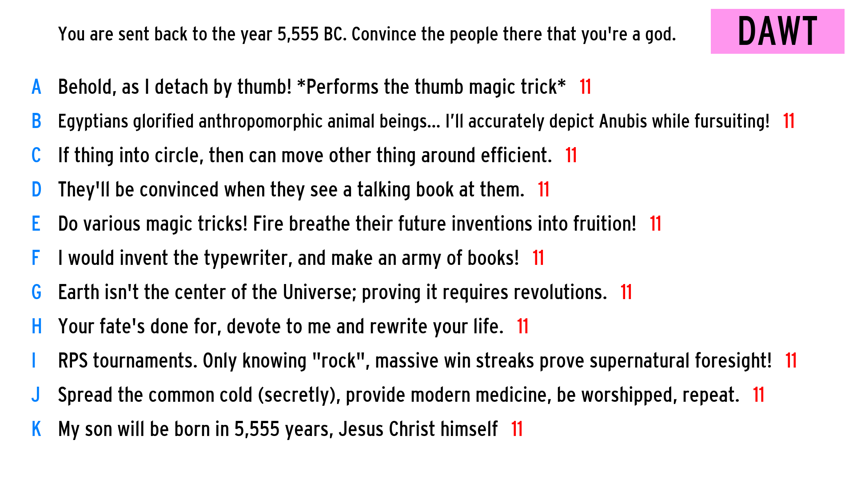 You are sent back to the year 5,555 BC. Convince the people there that you're a god.
DAWT
A Behold, as I detach by thumb! *Performs the thumb magic trick* 11
B Egyptians glorified anthropomorphic animal beings... I'll accurately depict Anubis while fursuiting! 11
C If thing into circle, then can move other thing around efficient. 11
D They'll be convinced when they see a talking book at them. 11
E Do various magic tricks! Fire breathe their future inventions into fruition! 11
F I would invent the typewriter, and make an army of books! 11
G Earth isn't the center of the Universe; proving it requires revolutions. 11
H Your fate's done for, devote to me and rewrite your life. 11
I RPS tournaments. Only knowing "rock", massive win streaks prove supernatural foresight! 11
J Spread the common cold (secretly), provide modern medicine, be worshipped, repeat. 11
K My son will be born in 5,555 years, Jesus Christ himself 11